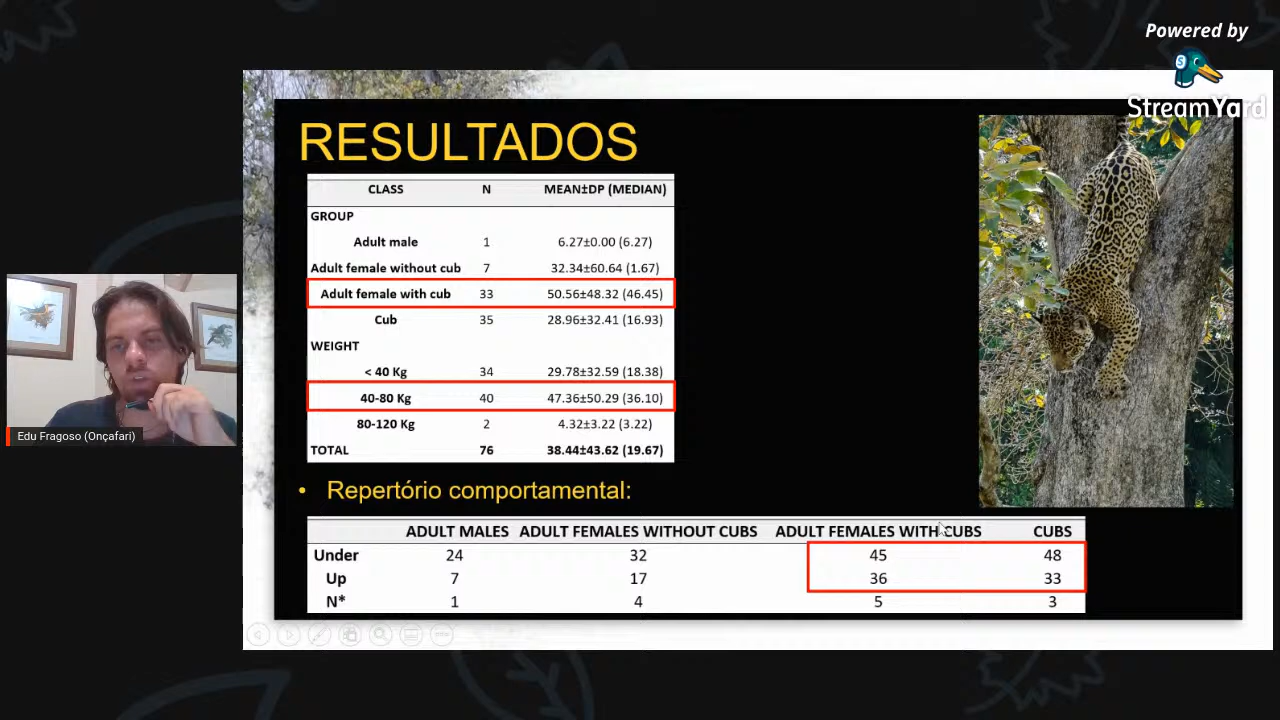 Powered by
StreamYard
RESULTADOS
CLASS N MEAN±DP (MEDIAN)
GROUP
Adult male 1 6.27±0.00 (6.27)
Adult female without cub 7 32.34±60.64 (1.67)
Adult female with cub 33 50.56±48.32 (46.45)
Cub 35 28.96±32.41 (16.93)
WEIGHT
< 40 Kg 34 29.78±32.59 (18.38)
40-80 Kg 40 47.36±50.29 (36.10)
80-120 Kg 2 4.32±3.22 (3.22)
TOTAL 76 38.44±43.62 (19.67)
Edu Fragoso (Onçafari)
• Repertório comportamental:
ADULT MALES ADULT FEMALES WITHOUT CUBS ADULT FEMALES WITH CUBS CUBS
Under 24 32 45 48
Up 7 17 36 33
N* 1 4 5 3